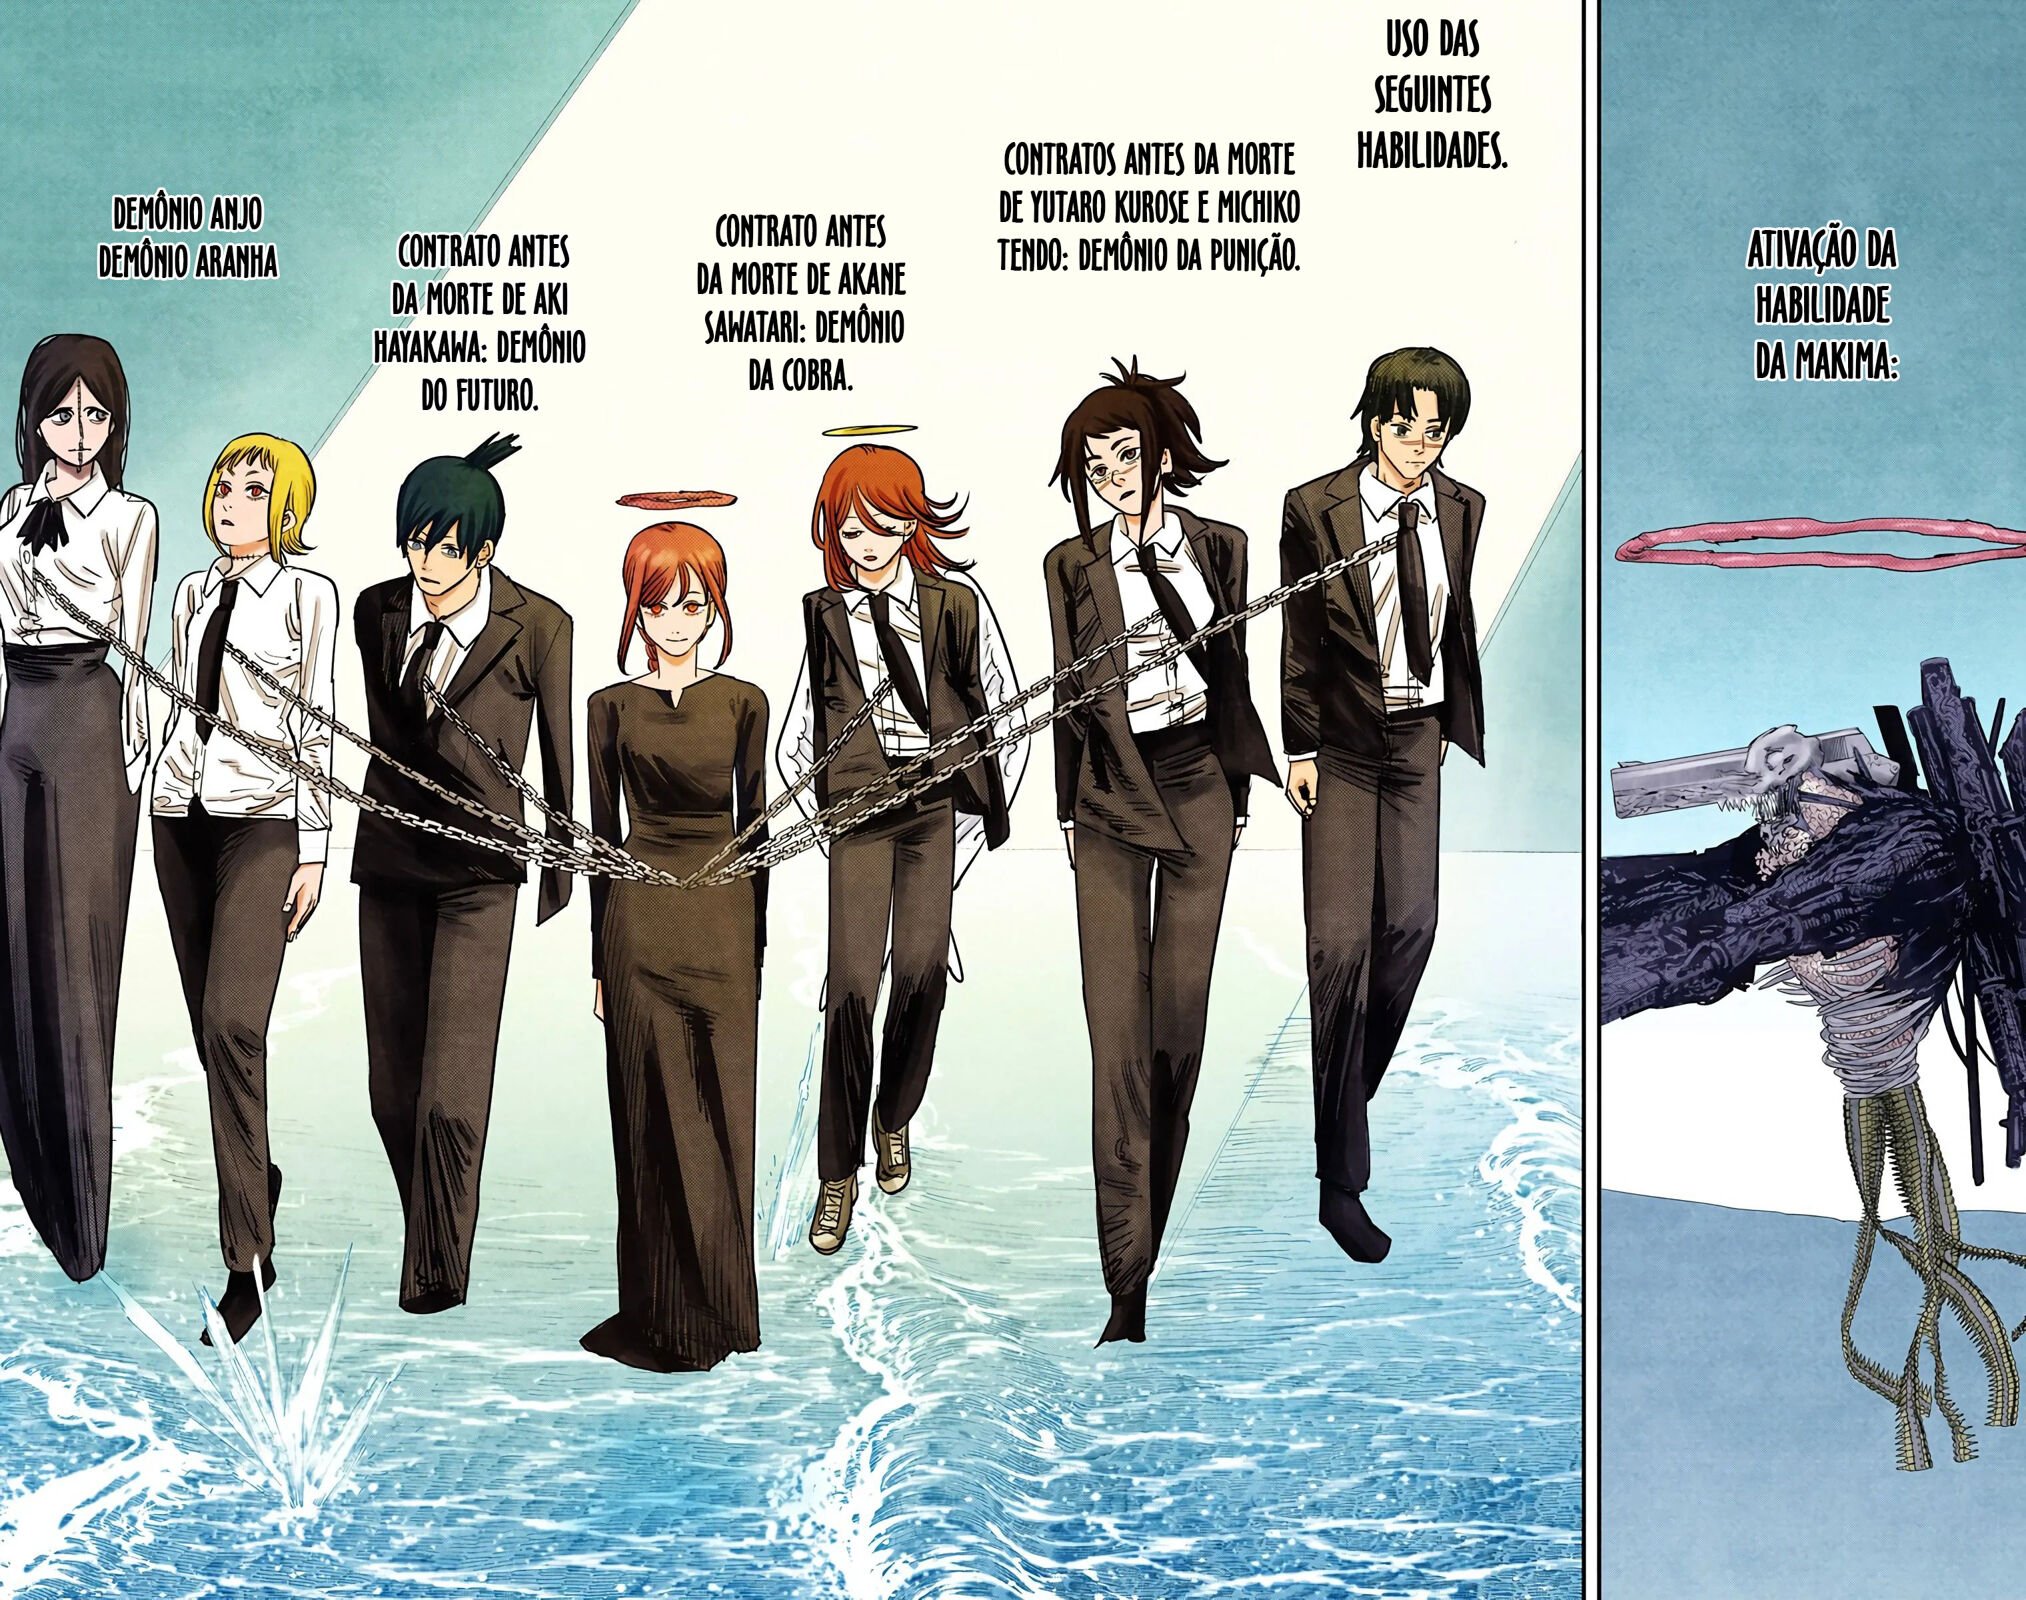 ATIVAÇÃO DA
HABILIDADE
DA MAKIMA:
USO DAS
SEGUINTES
HABILIDADES.
CONTRATOS ANTES DA MORTE
DE YUTARO KUROSE E MICHIKO
TENDO: DEMÔNIO DA PUNIÇÃO.
CONTRATO ANTES
DA MORTE DE AKANE
SAWATARI: DEMÔNIO
DA COBRA.
CONTRATO ANTES
DA MORTE DE AKI
HAYAKAWA: DEMÔNIO
DO FUTURO.
DEMÔNIO ANJO
DEMÔNIO ARANHA